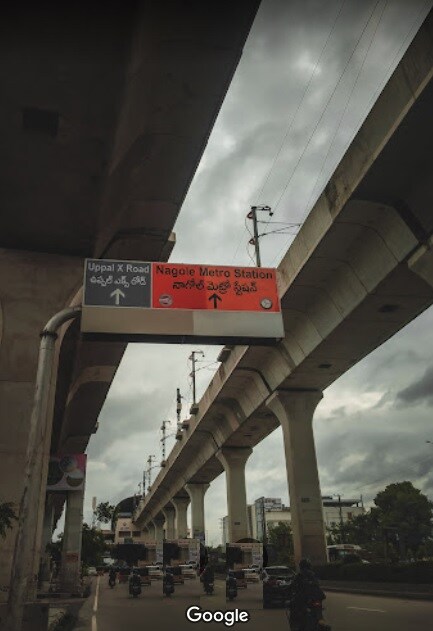 Uppal X Road
ఉప్పల్ ఎక్స్ రోడ్
Nagole Metro Station
నాగోల్ మెట్రో స్టేషన్
Google